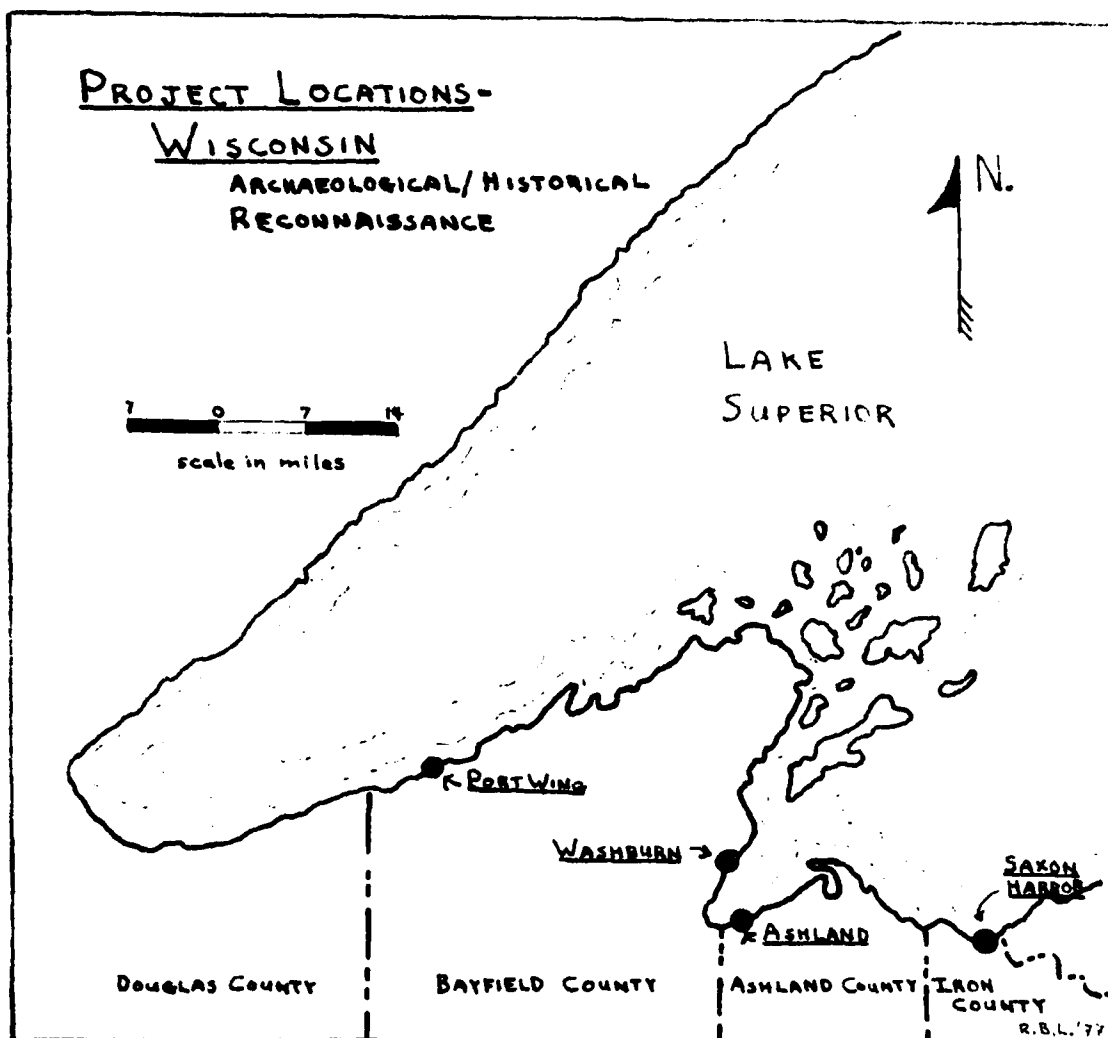 PROJECT LOCATIONS-
WISCONSIN
ARCHAEOLOGICAL/HISTORICAL
RECONNAISSANCE
N.
LAKE
SUPERIOR
7 0 7 14
scale in miles
PORT WING
WASHBURN
SAXON
HARBOR
ASHLAND
DOUGLAS COUNTY
BAYFIELD COUNTY
ASHLAND COUNTY
IRON
COUNTY
R.B.L.'77